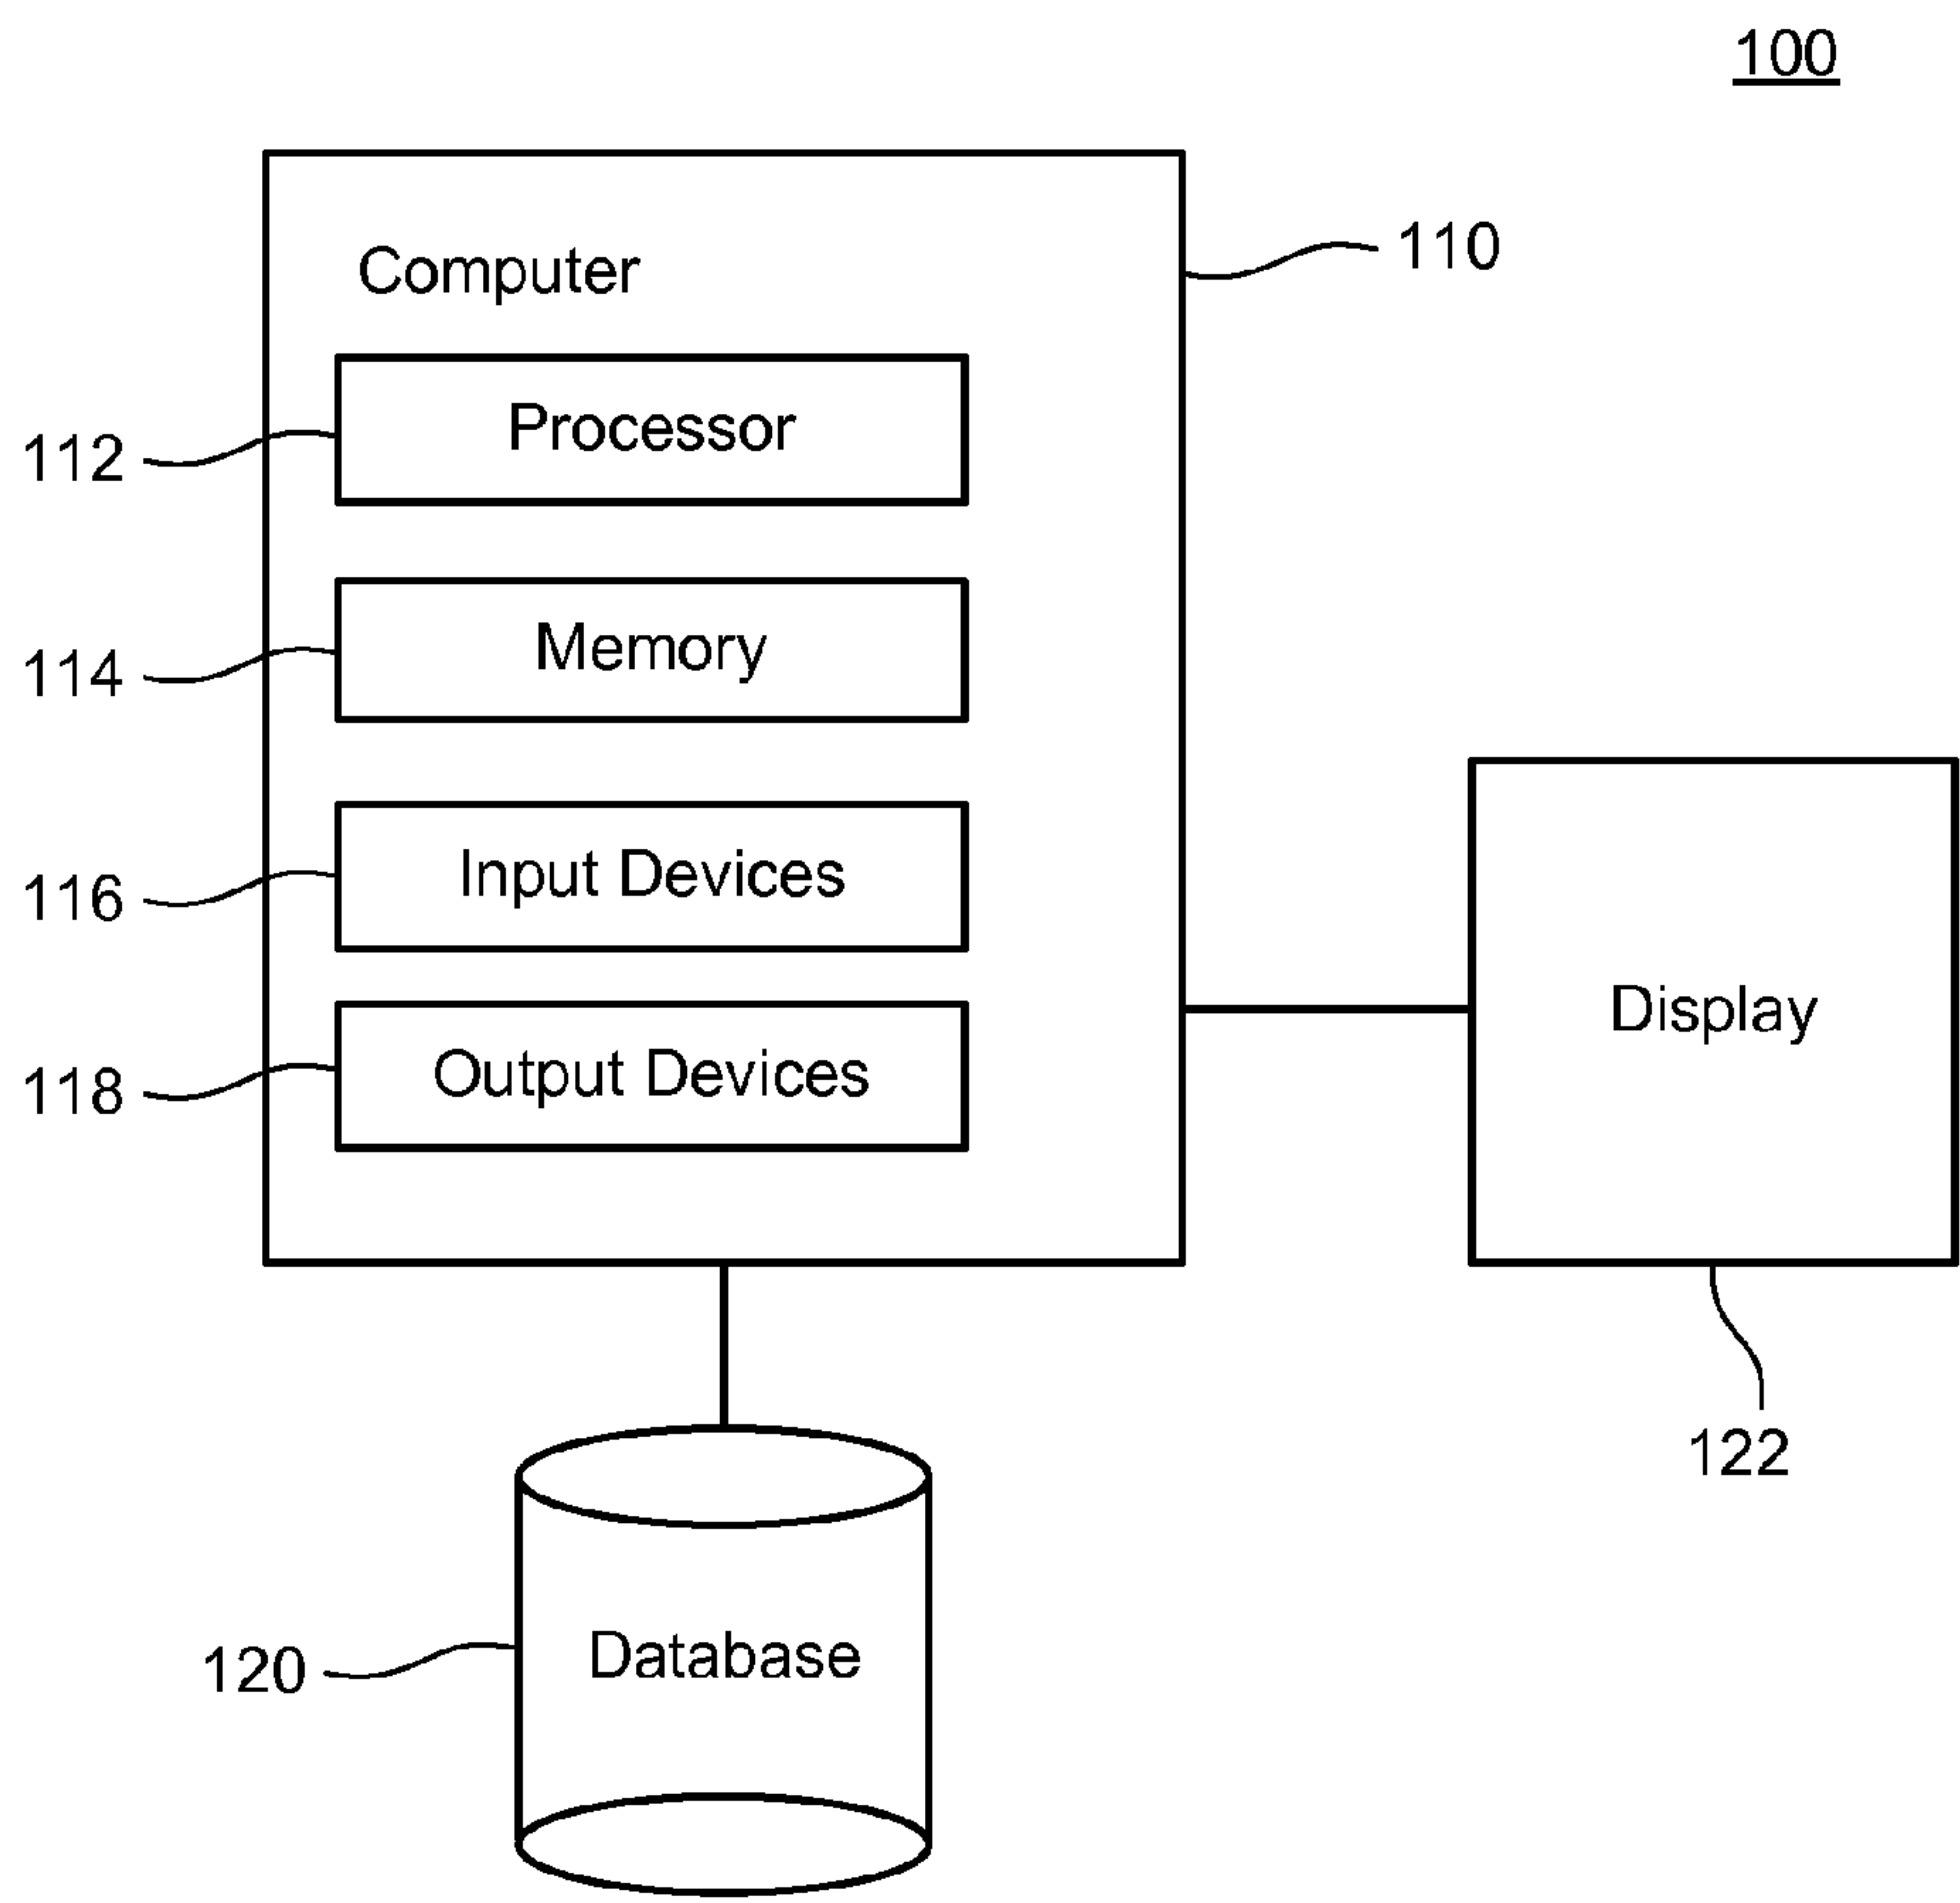 100
Computer
110
Processor
112
Memory
114
Input Devices
116
Output Devices
118
Display
122
Database
120